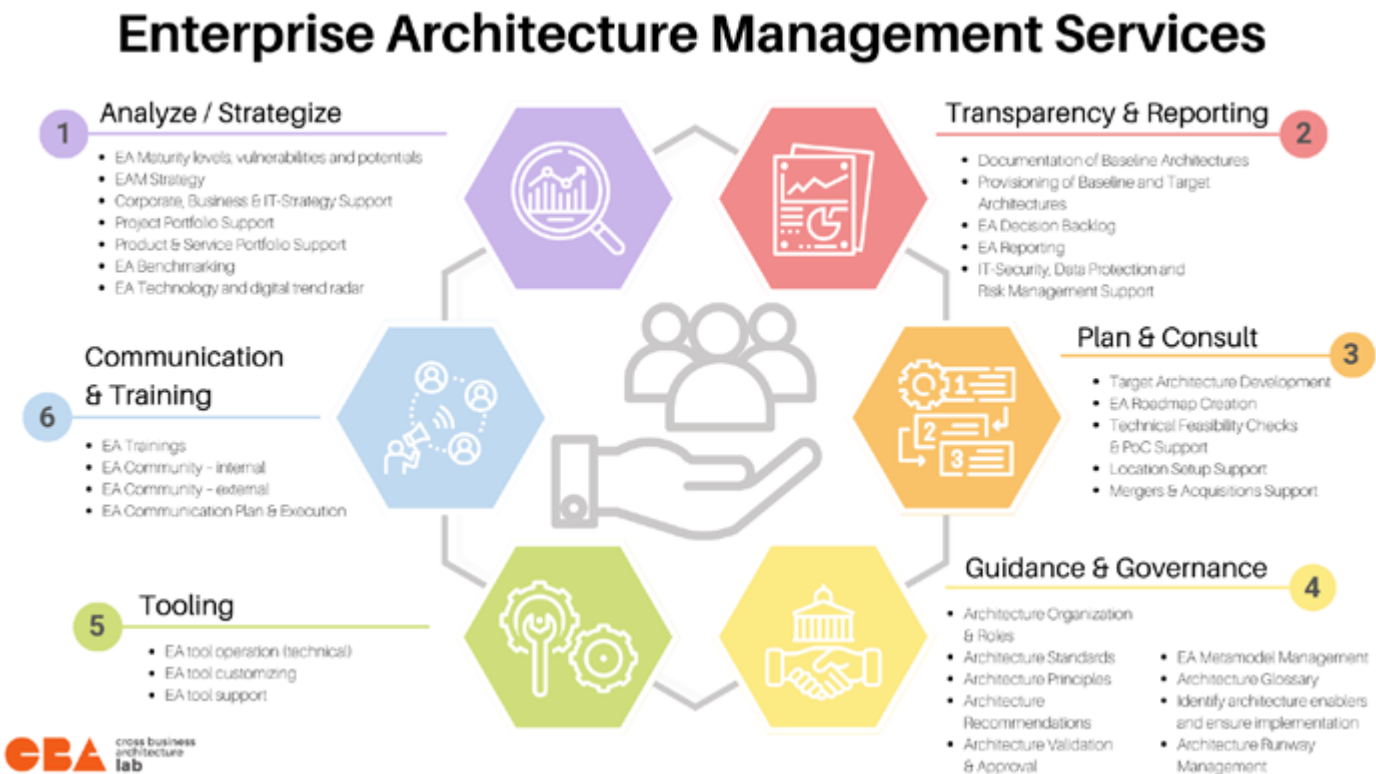 Enterprise Architecture Management Services
1
Analyze / Strategize
• EA Maturity levels, vulnerabilities and potentials
• EAM Strategy
• Corporate, Business & IT-Strategy Support
• Project Portfolio Support
• Product & Service Portfolio Support
• EA Benchmarking
• EA Technology and digital trend radar
Transparency & Reporting
2
• Documentation of Baseline Architectures
• Provisioning of Baseline and Target
Architectures
• EA Decision Backlog
• EA Reporting
• IT-Security, Data Protection and
Risk Management Support
Plan & Consult
3
• Target Architecture Development
• EA Roadmap Creation
• Technical Feasibility Checks
& PoC Support
• Location Setup Support
• Mergers & Acquisitions Support
1
2
3
Guidance & Governance
4
• Architecture Organization
& Roles
• Architecture Standards
• Architecture Principles
• Architecture
Recommendations
• Architecture Validation
& Approval
• EA Metamodel Management
• Architecture Glossary
• Identify architecture enablers
and ensure implementation
• Architecture Runway
Management
Tooling
5
• EA tool operation (technical)
• EA tool customizing
• EA tool support
Communication
& Training
6
• EA Trainings
• EA Community – internal
• EA Community – external
• EA Communication Plan & Execution
CBA
cross business
architecture
lab